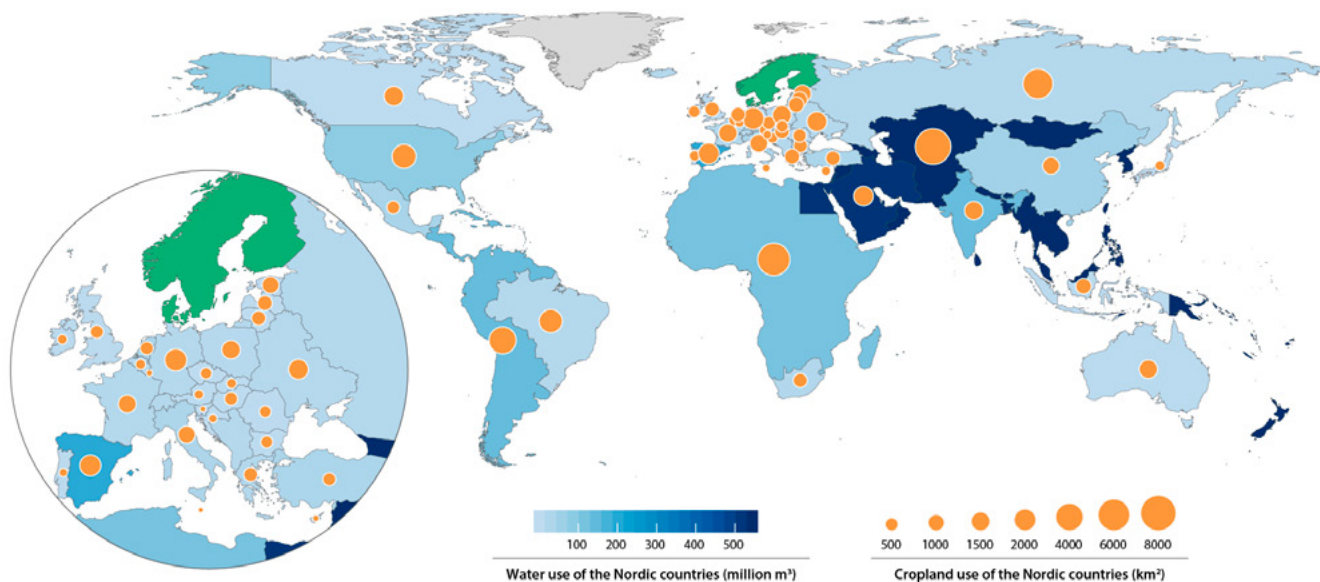 100 200 300 400 500
Water use of the Nordic countries (million m³)
500 1000 1500 2000 4000 6000 8000
Cropland use of the Nordic countries (km²)